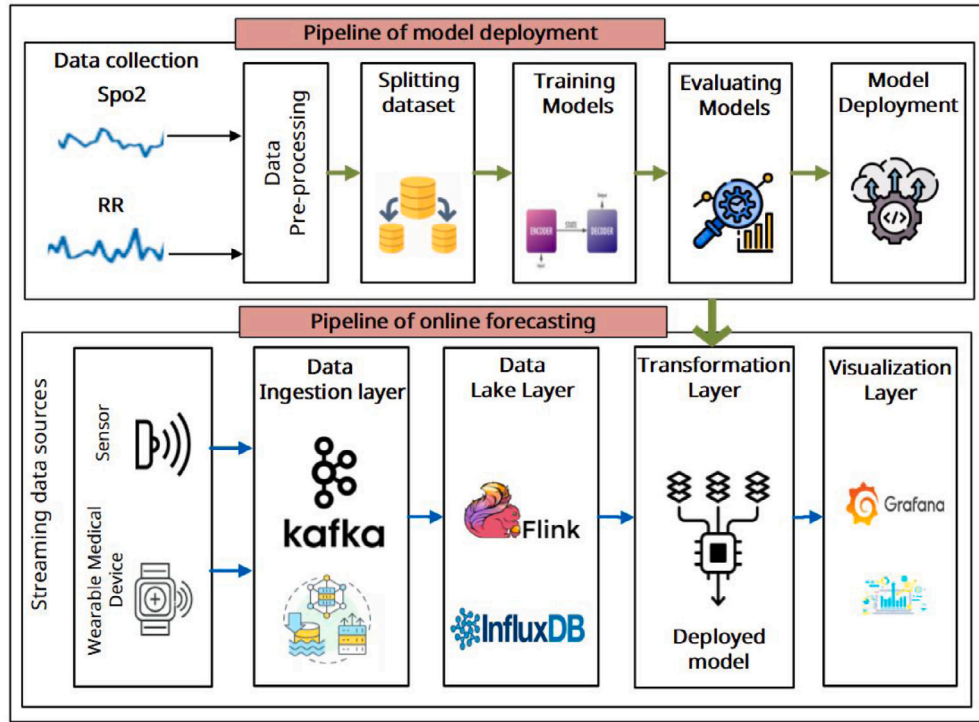 Pipeline of model deployment
Data collection
Spo2
RR
Data
Pre-processing
Splitting
dataset
Training
Models
ENCODER
STATE
DECODER
Evaluating
Models
Model
Deployment
</>
Pipeline of online forecasting
Streaming data sources
Sensor
Wearable Medical
Device
Data
Ingestion layer
kafka
Data
Lake Layer
Flink
InfluxDB
Transformation
Layer
Deployed
model
Visualization
Layer
Grafana